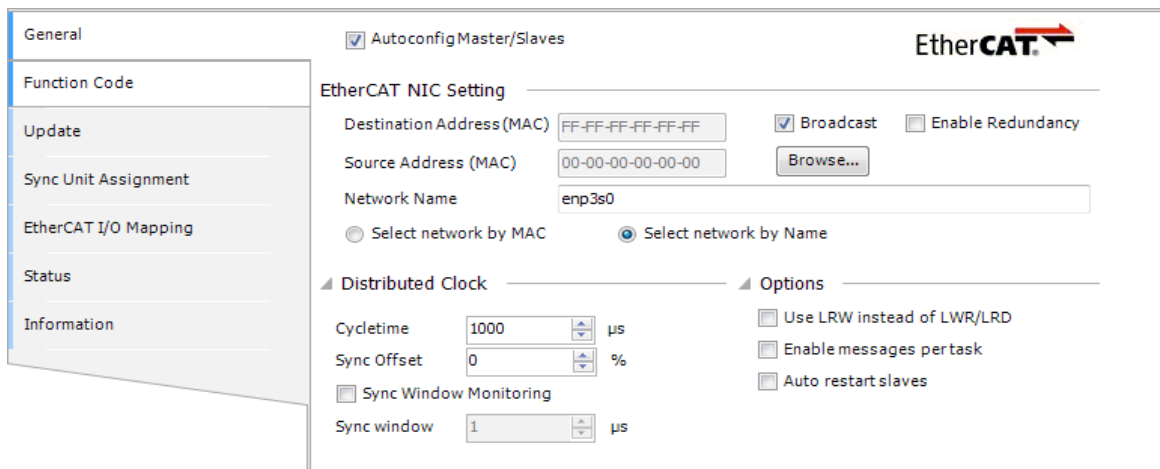 General
Function Code
Update
Sync Unit Assignment
EtherCAT I/O Mapping
Status
Information
Autoconfig Master/Slaves
EtherCAT.
EtherCAT NIC Setting
Destination Address (MAC) FF-FF-FF-FF-FF-FF Broadcast Enable Redundancy
Source Address (MAC) 00-00-00-00-00-00 Browse...
Network Name enp3s0
Select network by MAC Select network by Name
Distributed Clock
Cycletime 1000 µs
Sync Offset 0 %
Sync Window Monitoring
Sync window 1 µs
Options
Use LRW instead of LWR/LRD
Enable messages per task
Auto restart slaves